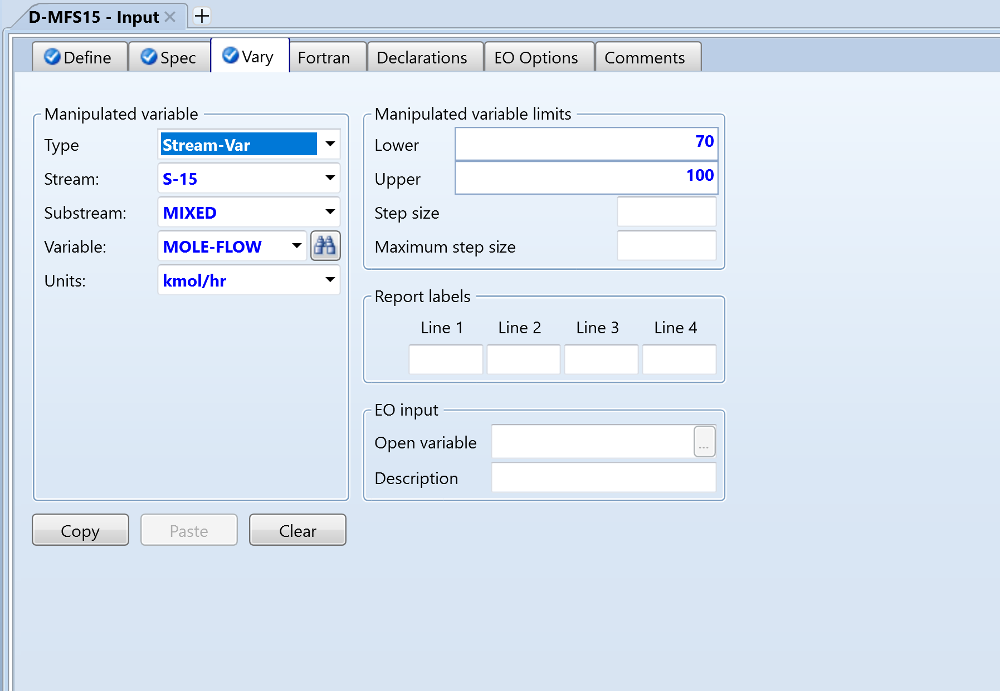 D-MFS15 - Input
Define Spec Vary Fortran Declarations EO Options Comments
Manipulated variable
Type Stream-Var
Stream: S-15
Substream: MIXED
Variable: MOLE-FLOW
Units: kmol/hr
Manipulated variable limits
Lower 70
Upper 100
Step size
Maximum step size
Report labels
Line 1 Line 2 Line 3 Line 4
EO input
Open variable ...
Description
Copy Paste Clear